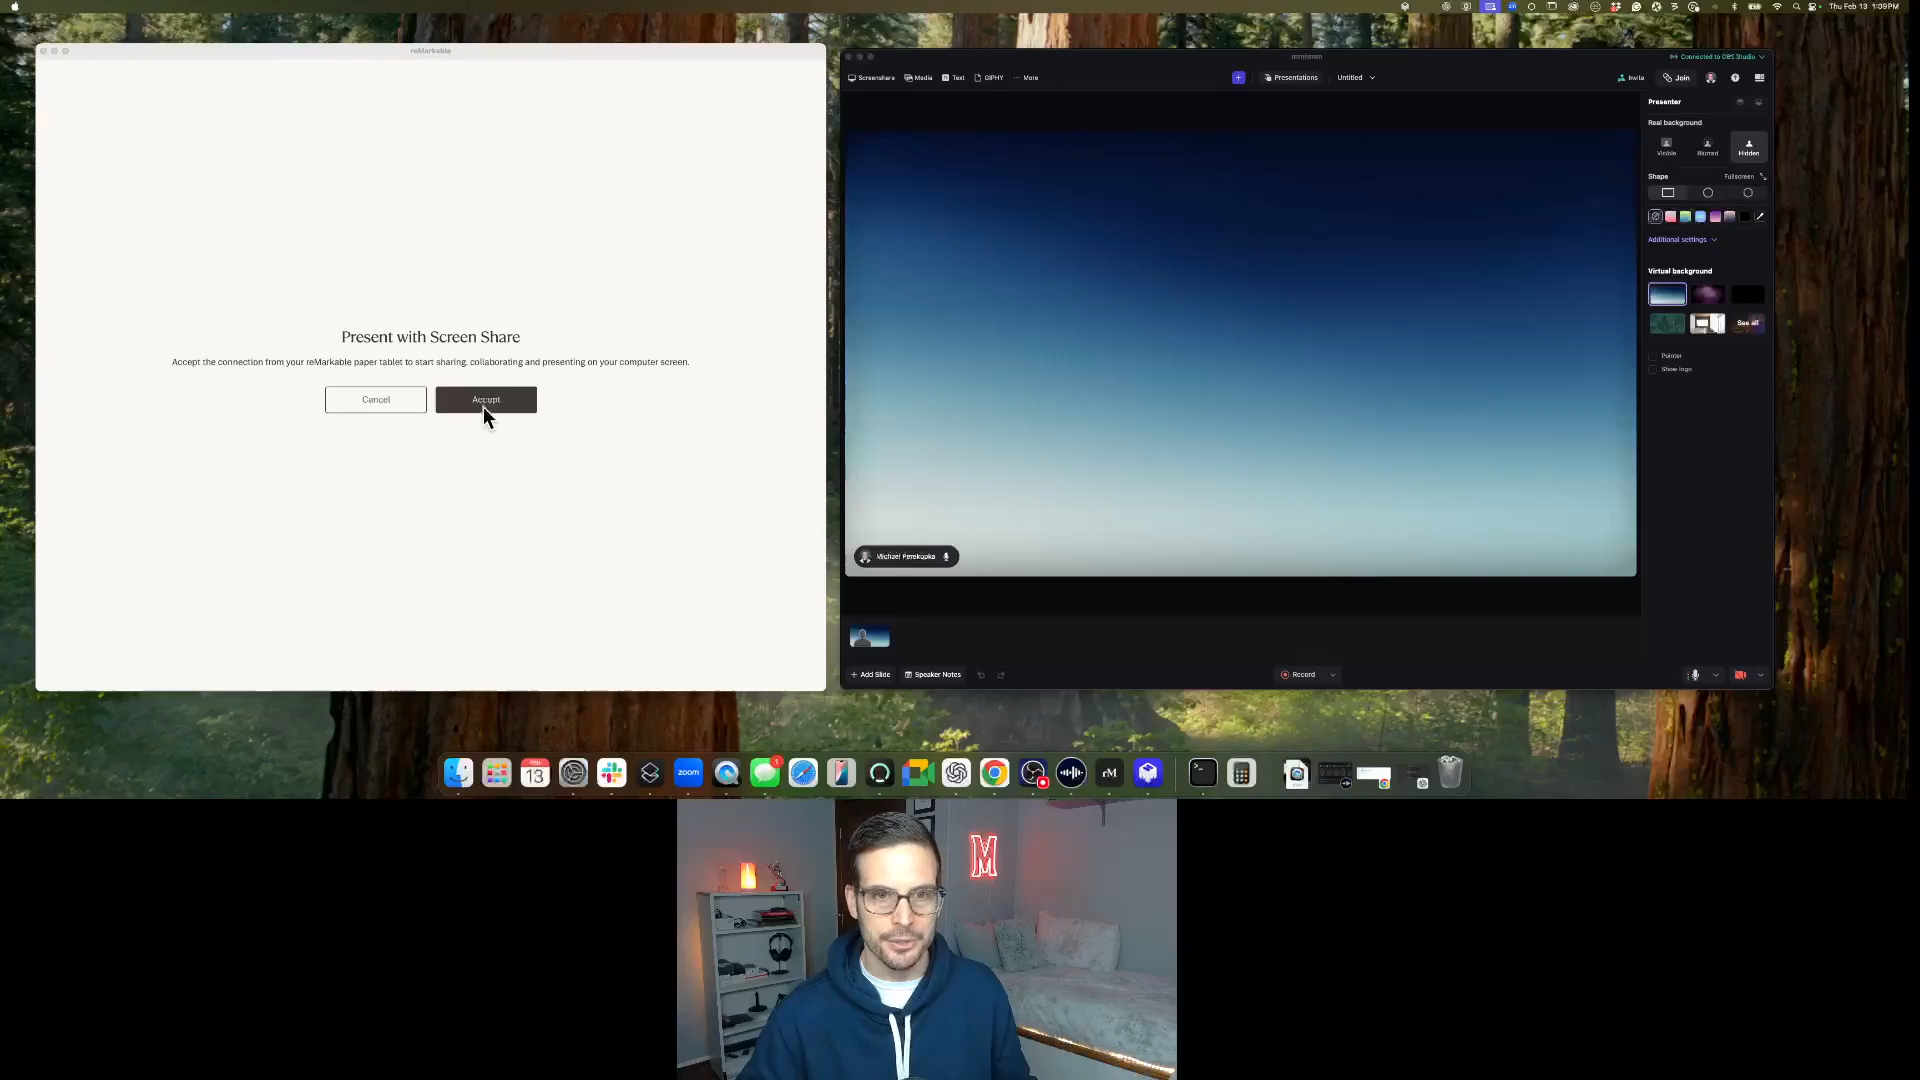 Thu Feb 13 1:09PM
reMarkable
Present with Screen Share
Accept the connection from your reMarkable paper tablet to start sharing, collaborating and presenting on your computer screen.
Cancel
Accept
Connected to OBS Studio
Screenshare Media Text GIPHY More
Presentations Untitled
Invite Join
Presenter
Real background
Visible Blurred Hidden
Shape Fullscreen
Additional settings
Virtual background
See all
Pointer
Show logo
Michael Perekupka
+ Add Slide Speaker Notes
Record
13
zoom
1
rM
M